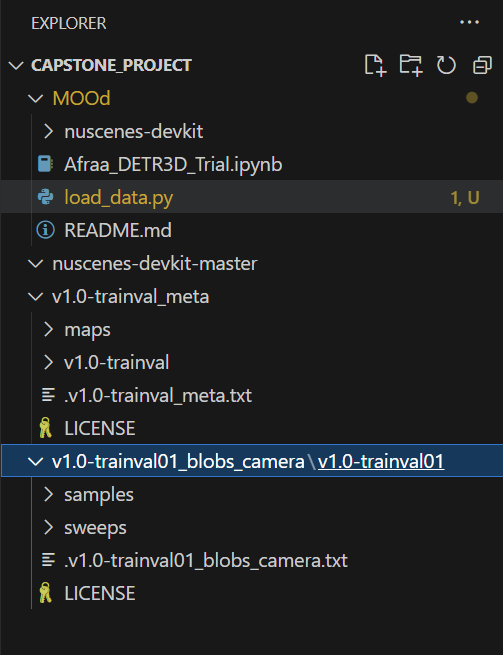 EXPLORER
CAPSTONE_PROJECT
MOOd
nuscenes-devkit
Afraa_DETR3D_Trial.ipynb
load_data.py 1, U
README.md
nuscenes-devkit-master
v1.0-trainval_meta
maps
v1.0-trainval
.v1.0-trainval_meta.txt
LICENSE
v1.0-trainval01_blobs_camera\v1.0-trainval01
samples
sweeps
.v1.0-trainval01_blobs_camera.txt
LICENSE